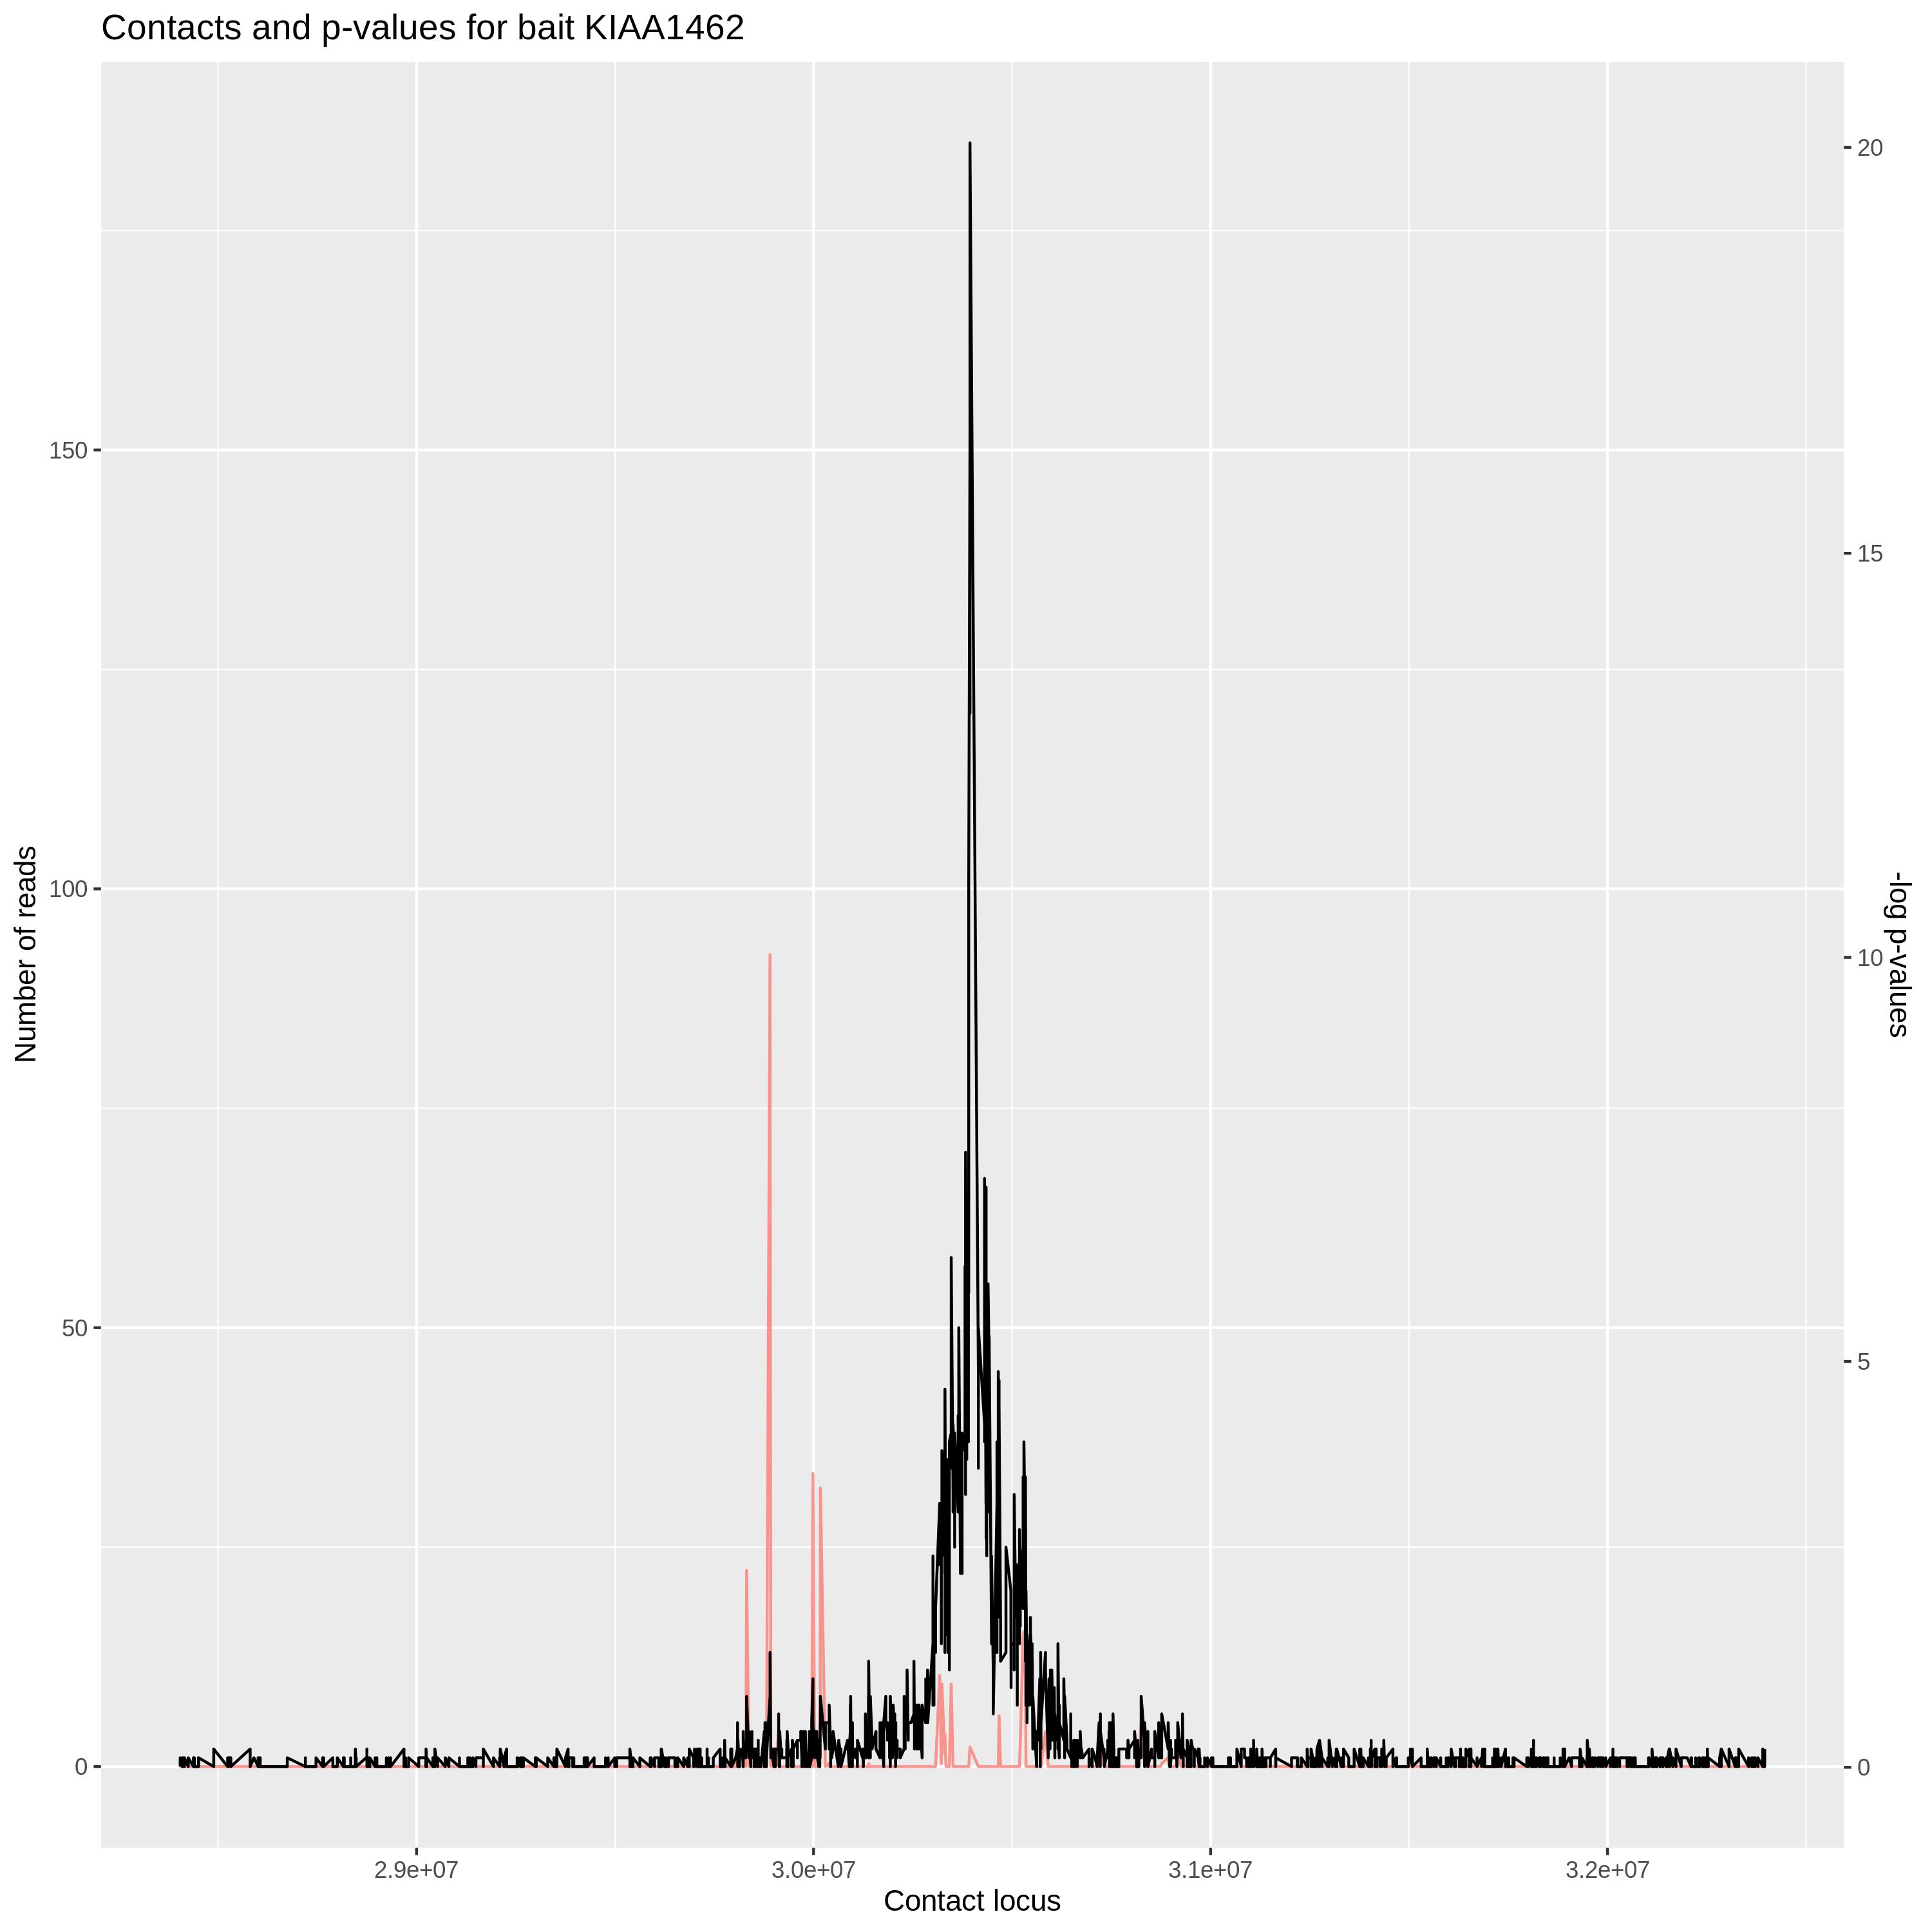 Contacts and p-values for bait KIAA1462
Number of reads
150
100
50
0
20
15
10
5
0
-log p-values
2.9e+07
3.0e+07
3.1e+07
3.2e+07
Contact locus